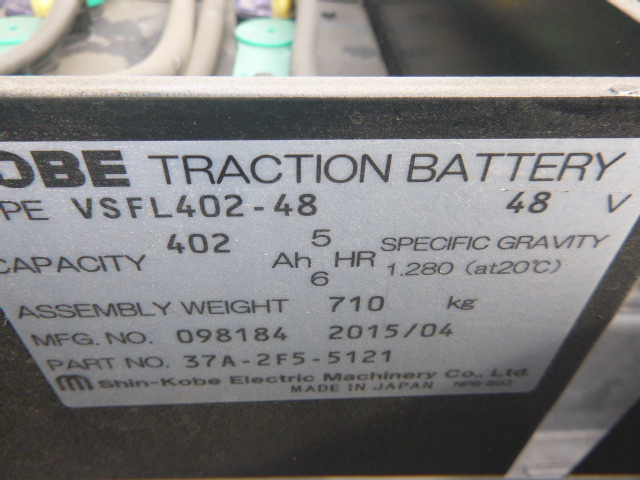 OBE TRACTION BATTERY
PE VSFL402-48 48 V
CAPACITY 402 Ah 5 HR SPECIFIC GRAVITY
6 1.280 (at20℃)
ASSEMBLY WEIGHT 710 kg
MFG. NO. 098184 2015/04
PART NO. 37A-2F5-5121
Shin-Kobe Electric Machinery Co., Ltd.
MADE IN JAPAN